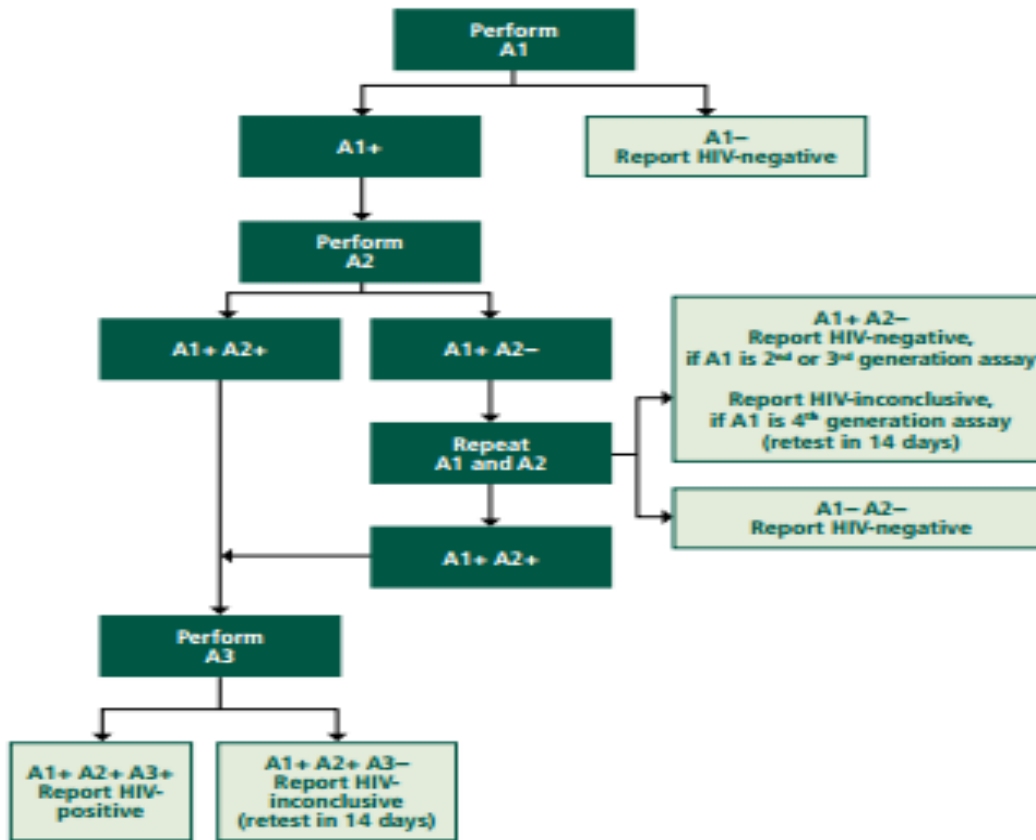 Perform
A1
A1+
A1–
Report HIV-negative
Perform
A2
A1+ A2+
A1+ A2–
A1+ A2–
Report HIV-negative,
if A1 is 2nd or 3rd generation assay
Report HIV-inconclusive,
if A1 is 4th generation assay
(retest in 14 days)
Repeat
A1 and A2
A1– A2–
Report HIV-negative
A1+ A2+
Perform
A3
A1+ A2+ A3+
Report HIV-
positive
A1+ A2+ A3–
Report HIV-
inconclusive
(retest in 14 days)